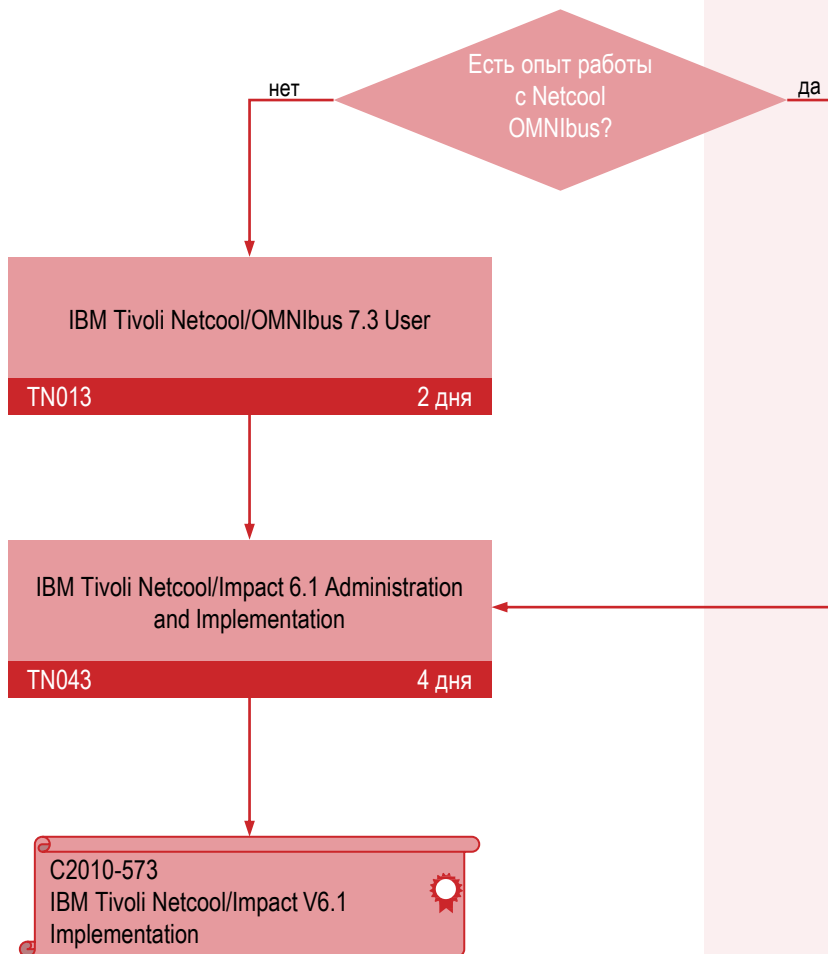 Есть опыт работы
с Netcool
OMNIbus?
нет
да
IBM Tivoli Netcool/OMNIbus 7.3 User
TN013
2 дня
IBM Tivoli Netcool/Impact 6.1 Administration
and Implementation
TN043
4 дня
C2010-573
IBM Tivoli Netcool/Impact V6.1
Implementation